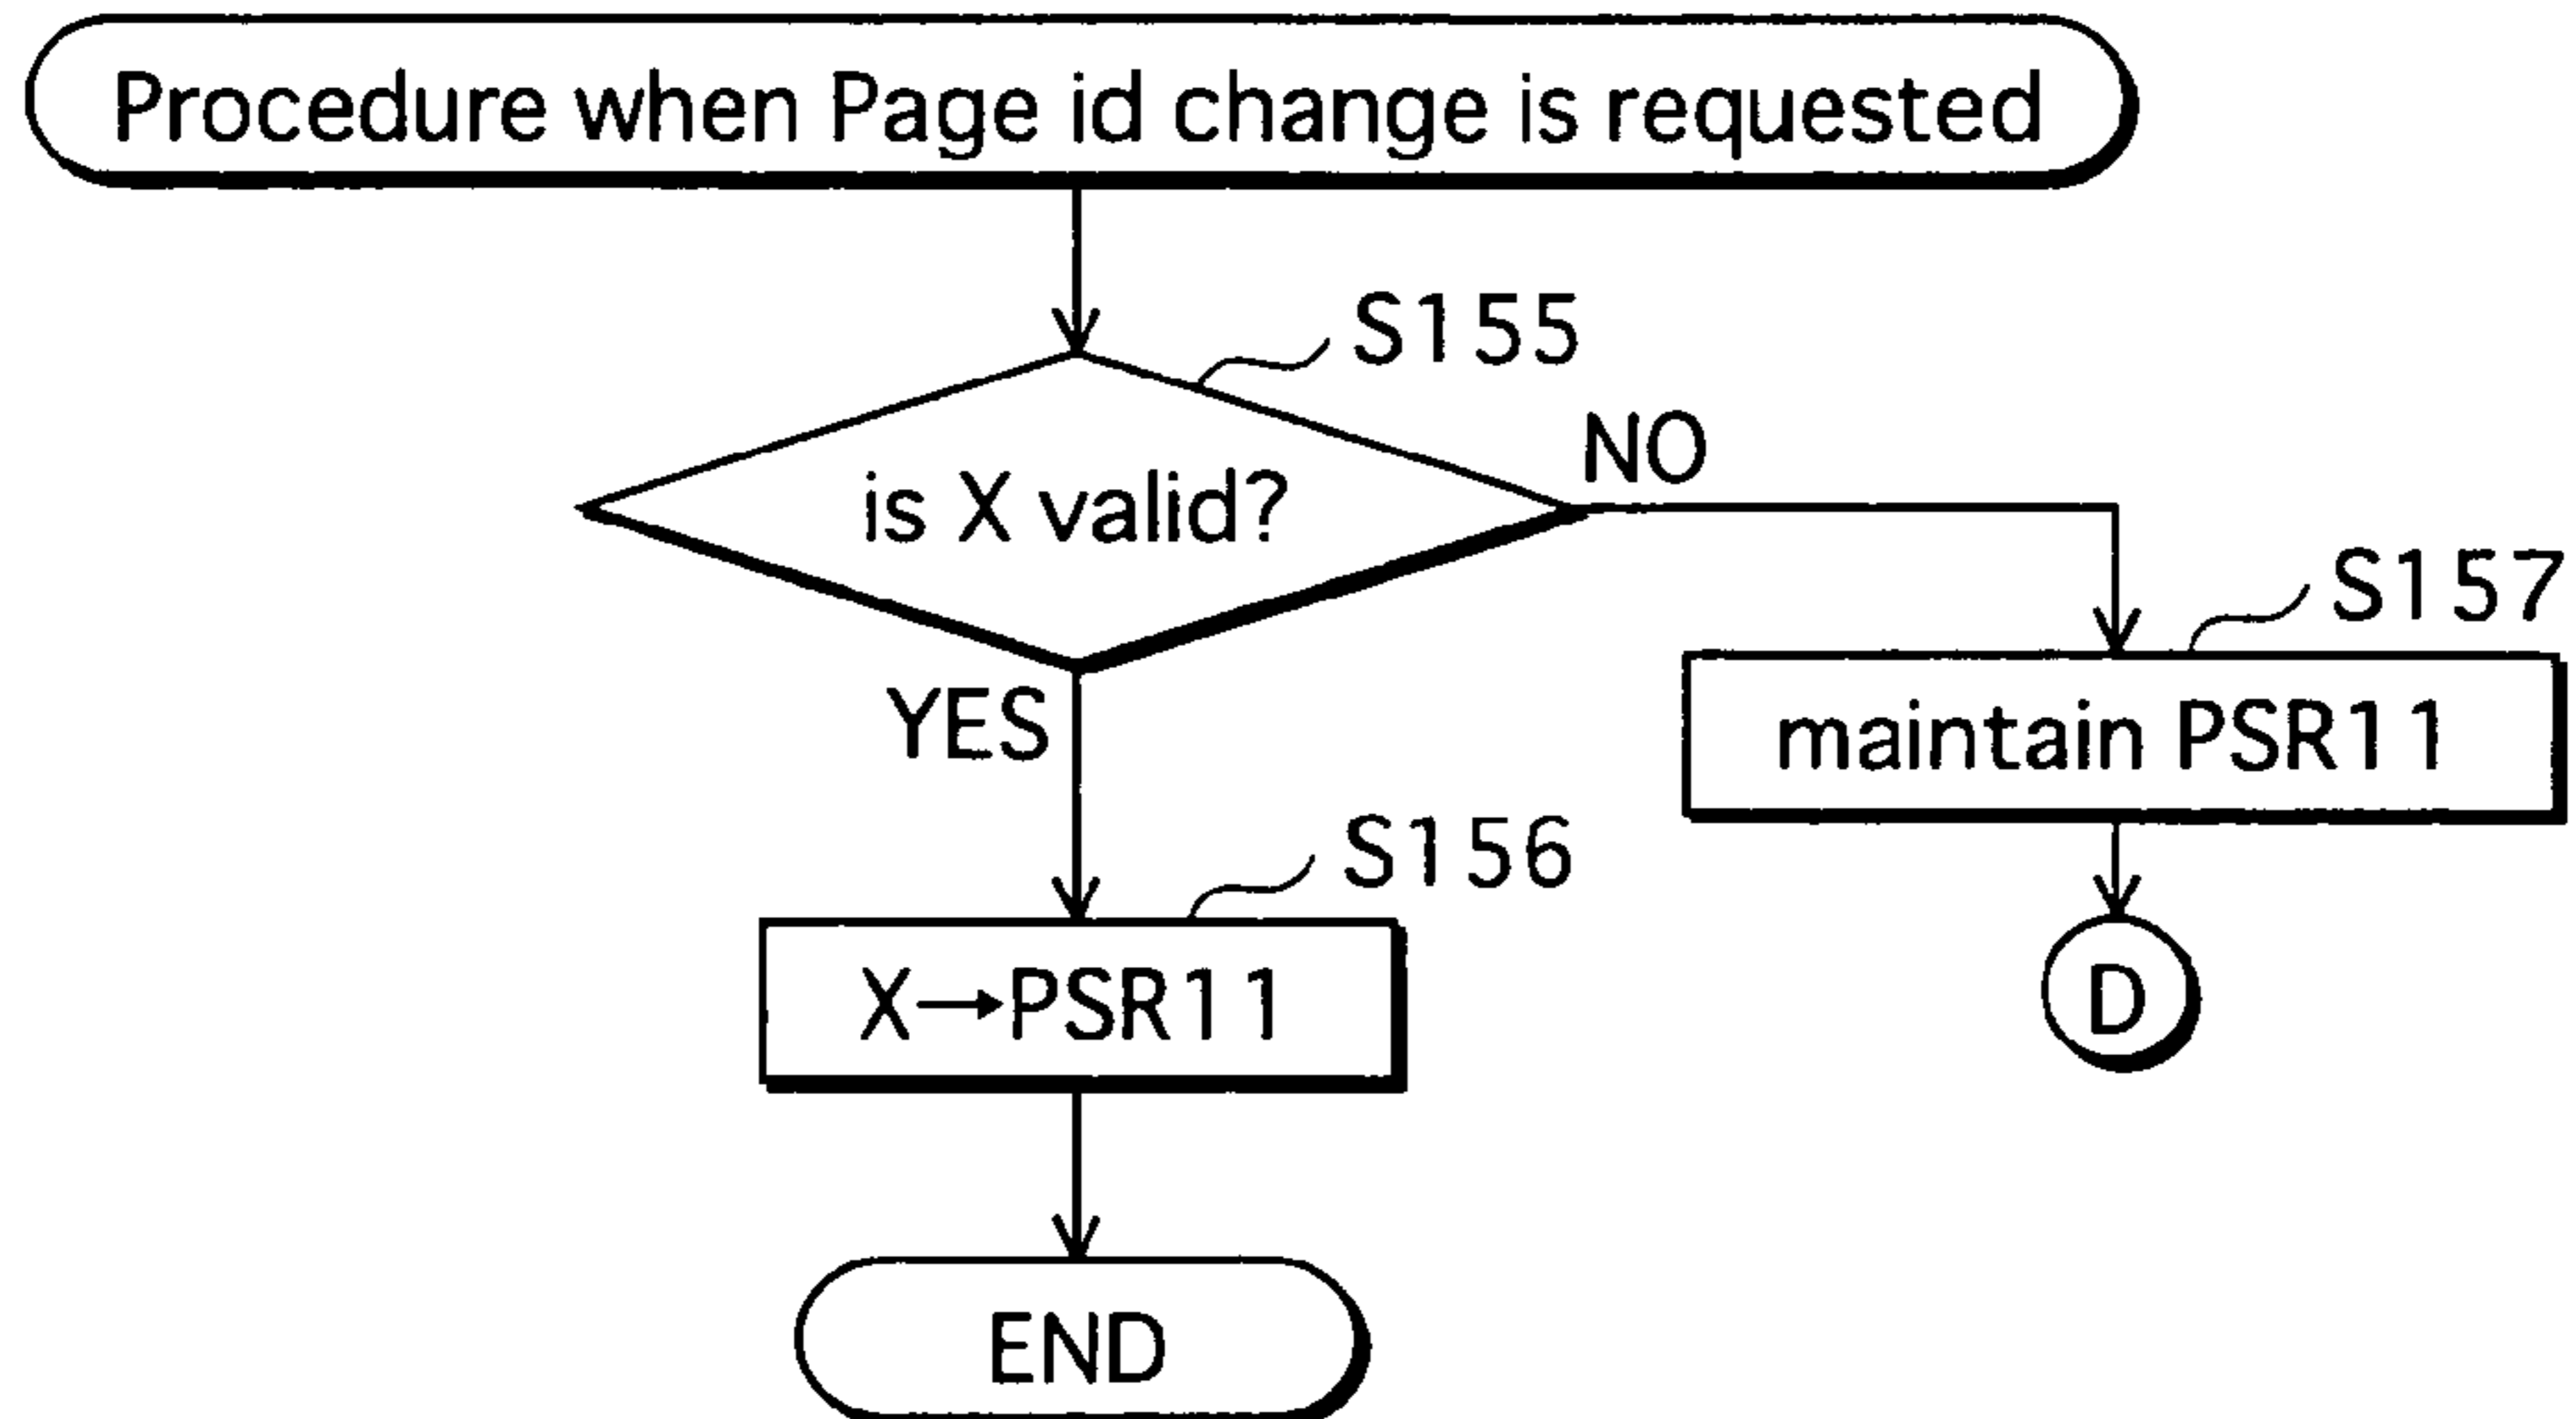 Procedure when Page id change is requested
S155
is X valid?
NO
YES
S157
maintain PSR11
S156
X→PSR11
D
END